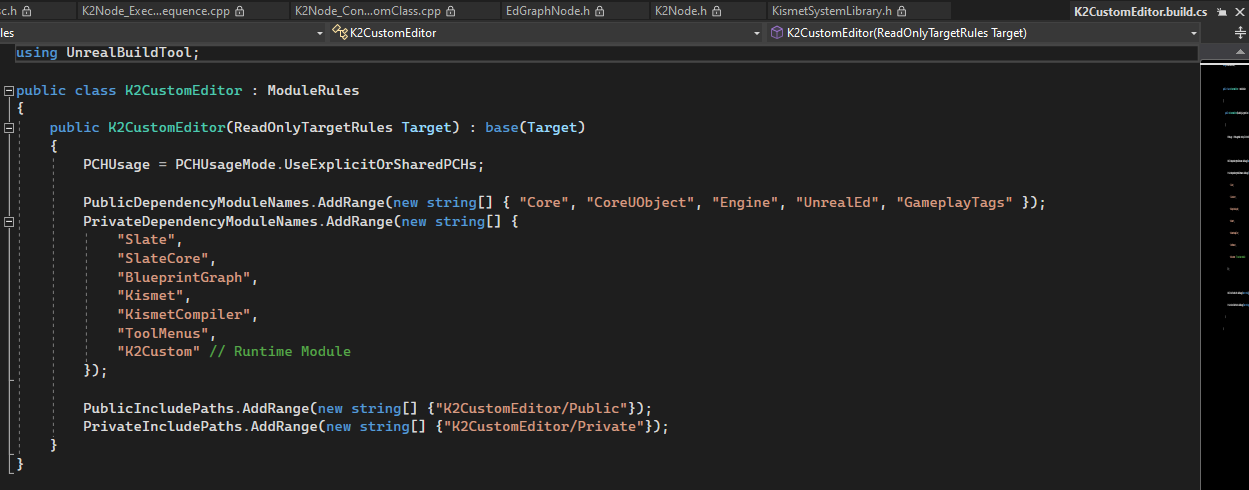 sc.h
K2Node_Exec...equence.cpp
K2Node_Con...omClass.cpp
EdGraphNode.h
K2Node.h
KismetSystemLibrary.h
K2CustomEditor.build.cs
les
K2CustomEditor
K2CustomEditor(ReadOnlyTargetRules Target)
using UnrealBuildTool;
public class K2CustomEditor : ModuleRules
{
public K2CustomEditor(ReadOnlyTargetRules Target) : base(Target)
{
PCHUsage = PCHUsageMode.UseExplicitOrSharedPCHs;
PublicDependencyModuleNames.AddRange(new string[] { "Core", "CoreUObject", "Engine", "UnrealEd", "GameplayTags" });
PrivateDependencyModuleNames.AddRange(new string[] {
"Slate",
"SlateCore",
"BlueprintGraph",
"Kismet",
"KismetCompiler",
"ToolMenus",
"K2Custom" // Runtime Module
});
PublicIncludePaths.AddRange(new string[] {"K2CustomEditor/Public"});
PrivateIncludePaths.AddRange(new string[] {"K2CustomEditor/Private"});
}
}